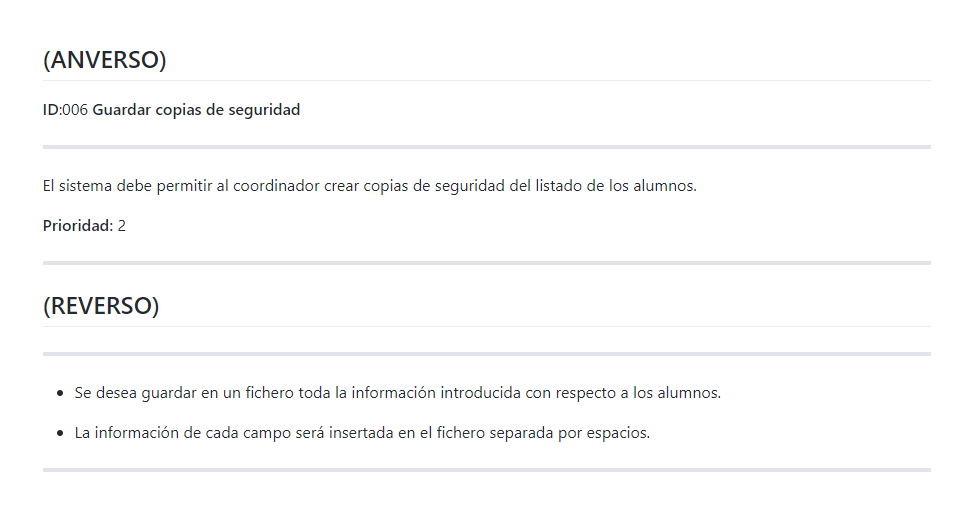 (ANVERSO)
ID:006 Guardar copias de seguridad
El sistema debe permitir al coordinador crear copias de seguridad del listado de los alumnos.
Prioridad: 2
(REVERSO)
• Se desea guardar en un fichero toda la información introducida con respecto a los alumnos.
• La información de cada campo será insertada en el fichero separada por espacios.